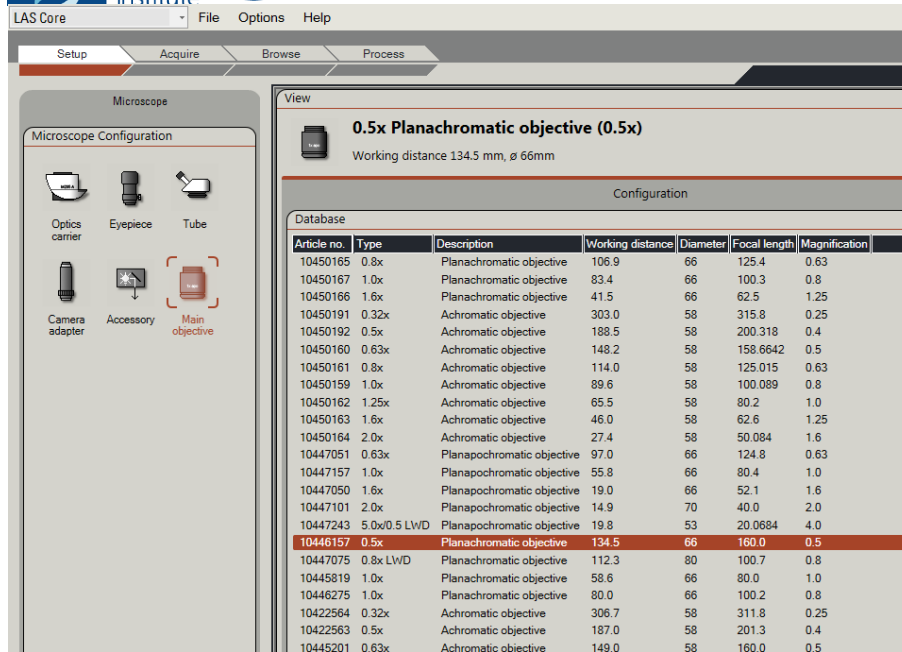 LAS Core File Options Help
Setup Acquire Browse Process
Microscope
Microscope Configuration
Optics carrier
Eyepiece
Tube
Camera adapter
Accessory
Main objective
View
0.5x Planachromatic objective (0.5x)
Working distance 134.5 mm, ø 66mm
Configuration
Database
Article no. Type Description Working distance Diameter Focal length Magnification
10450165 0.8x Planachromatic objective 106.9 66 125.4 0.63
10450167 1.0x Planachromatic objective 83.4 66 100.3 0.8
10450166 1.6x Planachromatic objective 41.5 66 62.5 1.25
10450191 0.32x Achromatic objective 303.0 58 315.8 0.25
10450192 0.5x Achromatic objective 188.5 58 200.318 0.4
10450160 0.63x Achromatic objective 148.2 58 158.6642 0.5
10450161 0.8x Achromatic objective 114.0 58 125.015 0.63
10450159 1.0x Achromatic objective 89.6 58 100.089 0.8
10450162 1.25x Achromatic objective 65.5 58 80.2 1.0
10450163 1.6x Achromatic objective 46.0 58 62.6 1.25
10450164 2.0x Achromatic objective 27.4 58 50.084 1.6
10447051 0.63x Planapochromatic objective 97.0 66 124.8 0.63
10447157 1.0x Planapochromatic objective 55.8 66 80.4 1.0
10447050 1.6x Planapochromatic objective 19.0 66 52.1 1.6
10447101 2.0x Planapochromatic objective 14.9 70 40.0 2.0
10447243 5.0x/0.5 LWD Planapochromatic objective 19.8 53 20.0684 4.0
10446157 0.5x Planachromatic objective 134.5 66 160.0 0.5
10447075 0.8x LWD Planachromatic objective 112.3 80 100.7 0.8
10445819 1.0x Planachromatic objective 58.6 66 80.0 1.0
10446275 1.0x Planachromatic objective 80.0 66 100.2 0.8
10422564 0.32x Achromatic objective 306.7 58 311.8 0.25
10422563 0.5x Achromatic objective 187.0 58 201.3 0.4
10445201 0.63x Achromatic objective 149.0 58 160.0 0.5